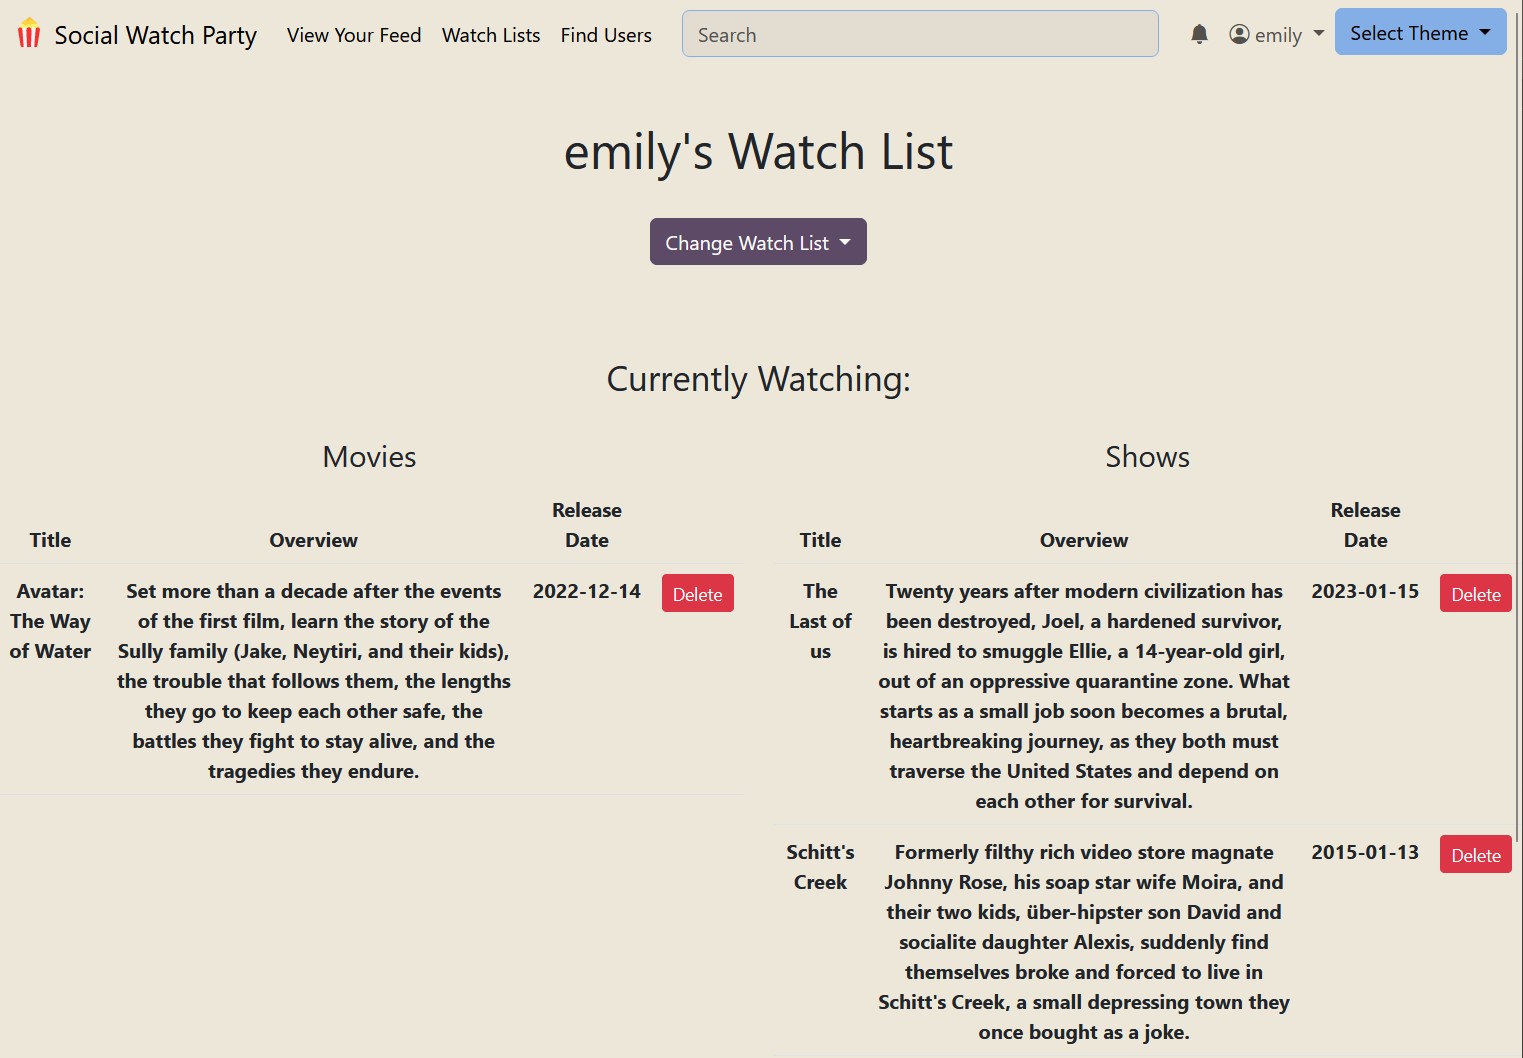 Social Watch Party View Your Feed Watch Lists Find Users Search emily Select Theme
emily's Watch List
Change Watch List
Currently Watching:
Movies
Title Overview Release Date
Avatar: The Way of Water
Set more than a decade after the events
of the first film, learn the story of the
Sully family (Jake, Neytiri, and their kids),
the trouble that follows them, the lengths
they go to keep each other safe, the
battles they fight to stay alive, and the
tragedies they endure.
2022-12-14
Delete
Shows
Title Overview Release Date
The Last of us
Twenty years after modern civilization has
been destroyed, Joel, a hardened survivor,
is hired to smuggle Ellie, a 14-year-old girl,
out of an oppressive quarantine zone. What
starts as a small job soon becomes a brutal,
heartbreaking journey, as they both must
traverse the United States and depend on
each other for survival.
2023-01-15
Delete
Schitt's Creek
Formerly filthy rich video store magnate
Johnny Rose, his soap star wife Moira, and
their two kids, über-hipster son David and
socialite daughter Alexis, suddenly find
themselves broke and forced to live in
Schitt's Creek, a small depressing town they
once bought as a joke.
2015-01-13
Delete